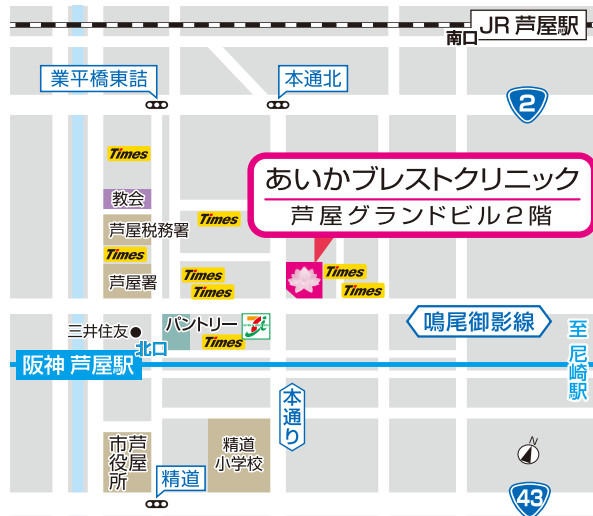 JR 芦屋駅
南口
業平橋東詰
本通北
2
Times
あいかブレストクリニック
芦屋グランドビル2階
教会
Times
芦屋税務署
Times
芦屋署
Times
Times
Times
Times
鳴尾御影線
三井住友
パントリー
Times
北口
阪神 芦屋駅
至 尼崎駅
本通り
芦屋
市役所
精道
小学校
精道
N
43